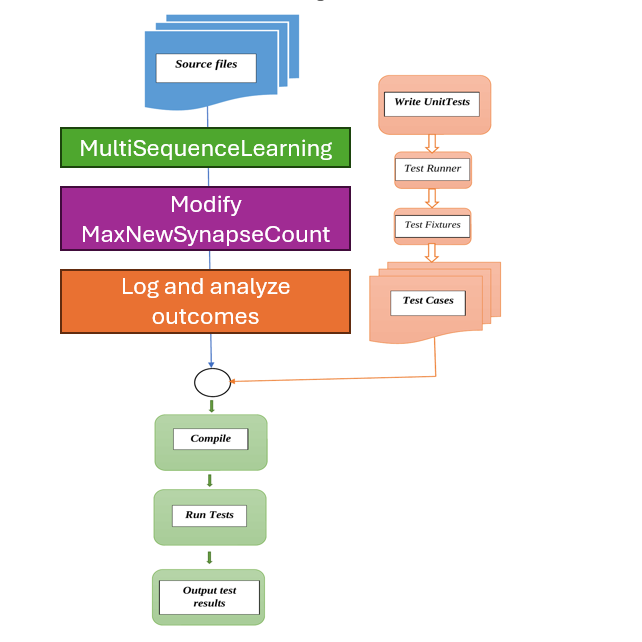 Source files
MultiSequenceLearning
Modify
MaxNewSynapseCount
Log and analyze
outcomes
Write UnitTests
Test Runner
Test Fixtures
Test Cases
Compile
Run Tests
Output test
results